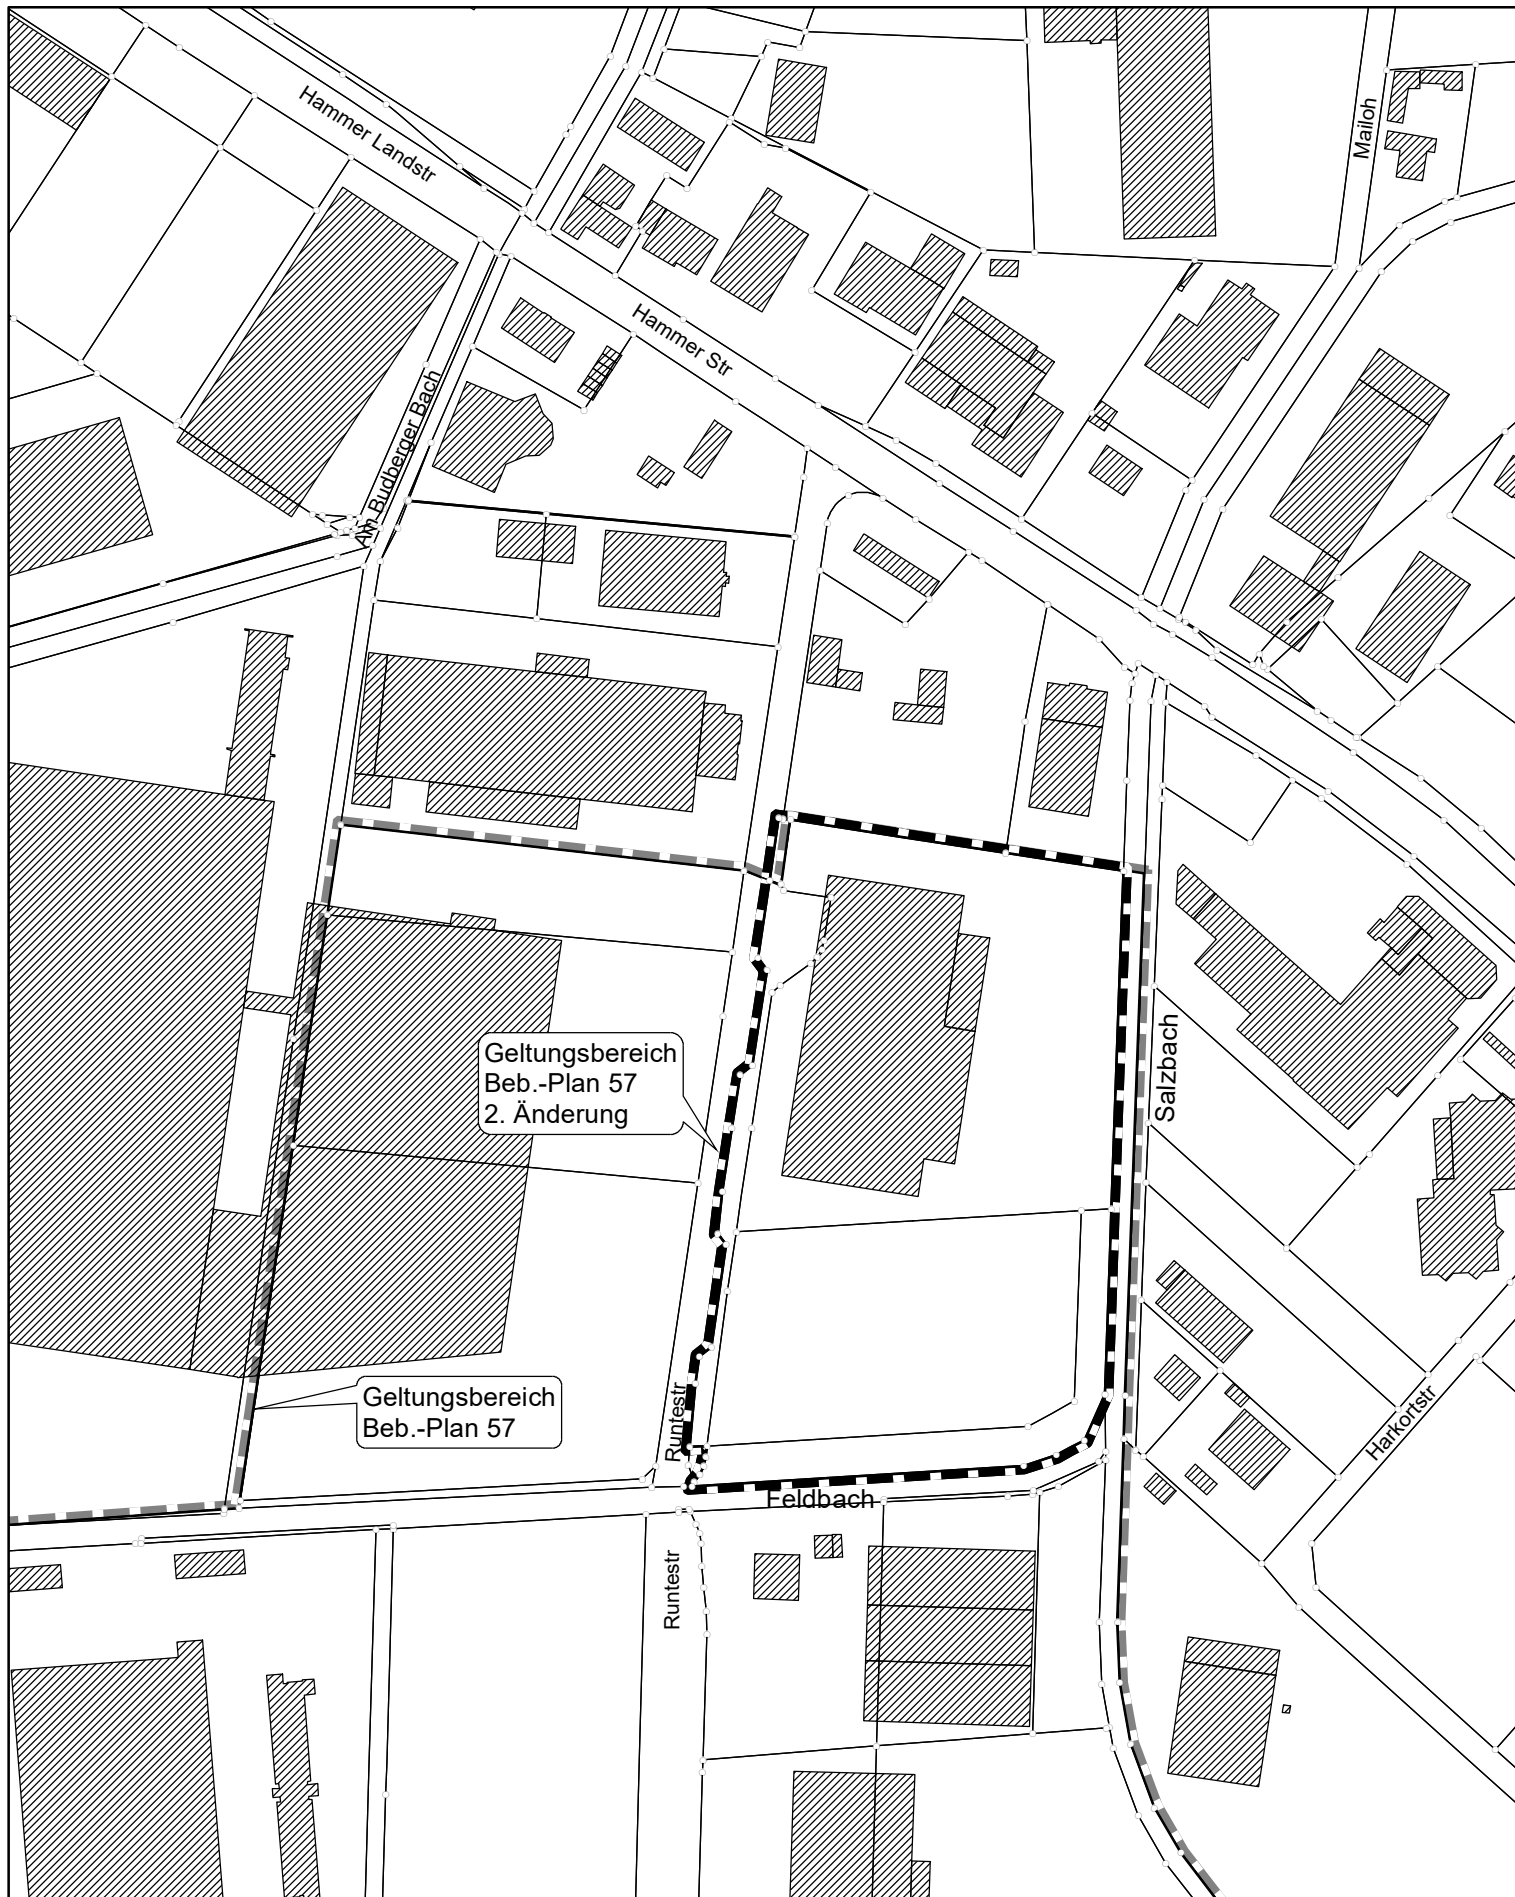 Hammer Landstr
Mailoh
Hammer Str
Am Budberger Bach
Geltungsbereich
Beb.-Plan 57
2. Änderung
Salzbach
Geltungsbereich
Beb.-Plan 57
Runtestr
Harkortstr
Feldbach
Runtestr